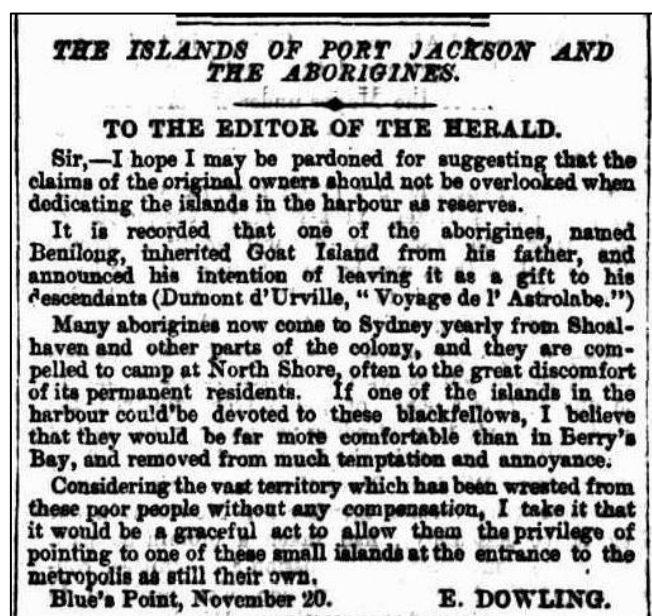 THE ISLANDS OF PORT JACKSON AND
THE ABORIGINES.
TO THE EDITOR OF THE HERALD.
Sir,—I hope I may be pardoned for suggesting that the
claims of the original owners should not be overlooked when
dedicating the islands in the harbour as reserves.
It is recorded that one of the aborigines, named
Benilong, inherited Goat Island from his father, and
announced his intention of leaving it as a gift to his
descendants (Dumont d'Urville, "Voyage de l' Astrolabe.")
Many aborigines now come to Sydney yearly from Shoal-
haven and other parts of the colony, and they are com-
pelled to camp at North Shore, often to the great discomfort
of its permanent residents. If one of the islands in the
harbour could'be devoted to these blackfellows, I believe
that they would be far more comfortable than in Berry's
Bay, and removed from much temptation and annoyance.
Considering the vast territory which has been wrested from
these poor people without any compensation, I take it that
it would be a graceful act to allow them the privilege of
pointing to one of these small islands at the entrance to the
metropolis as still their own.
Blue's Point, November 20. E. DOWLING.